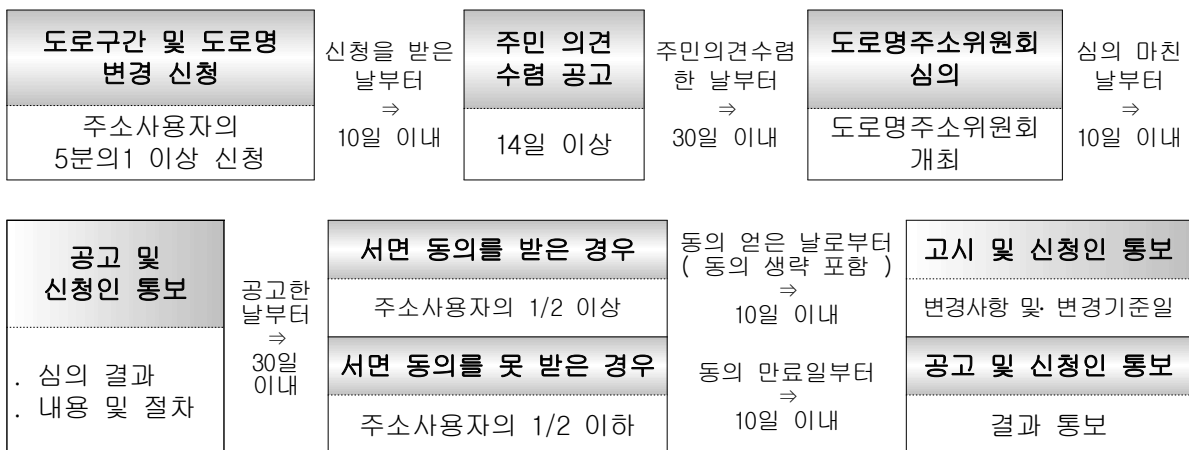 도로구간 및 도로명
변경 신청
주소사용자의
5분의1 이상 신청
신청을 받은
날부터
⇒
10일 이내
주민 의견
수렴 공고
14일 이상
주민의견수렴
한 날부터
⇒
30일 이내
도로명주소위원회
심의
도로명주소위원회
개최
심의 마친
날부터
⇒
10일 이내
공고 및
신청인 통보
. 심의 결과
. 내용 및 절차
공고한
날부터
⇒
30일
이내
서면 동의를 받은 경우
주소사용자의 1/2 이상
서면 동의를 못 받은 경우
주소사용자의 1/2 이하
동의 얻은 날로부터
( 동의 생략 포함 )
⇒
10일 이내
동의 만료일부터
⇒
10일 이내
고시 및 신청인 통보
변경사항 및· 변경기준일
공고 및 신청인 통보
결과 통보